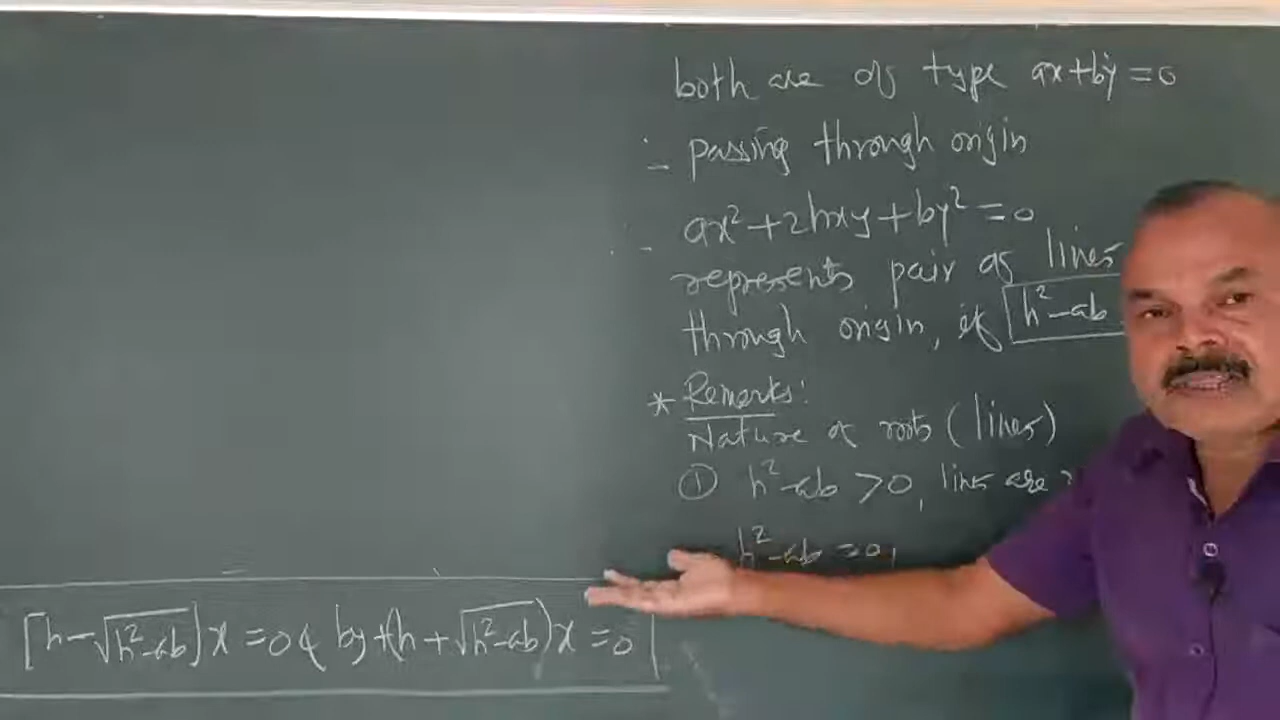 both are of type ax+by=0
∴ passing through origin
∴ ax²+2hxy+by²=0
represents pair of lines
through origin, if h²-ab
* Remarks:
Nature of roots (lines)
① h²-ab >0, lines are
h²-ab =0,
[h-√(h²-ab)]x =0 & by+(h+√(h²-ab))x =0